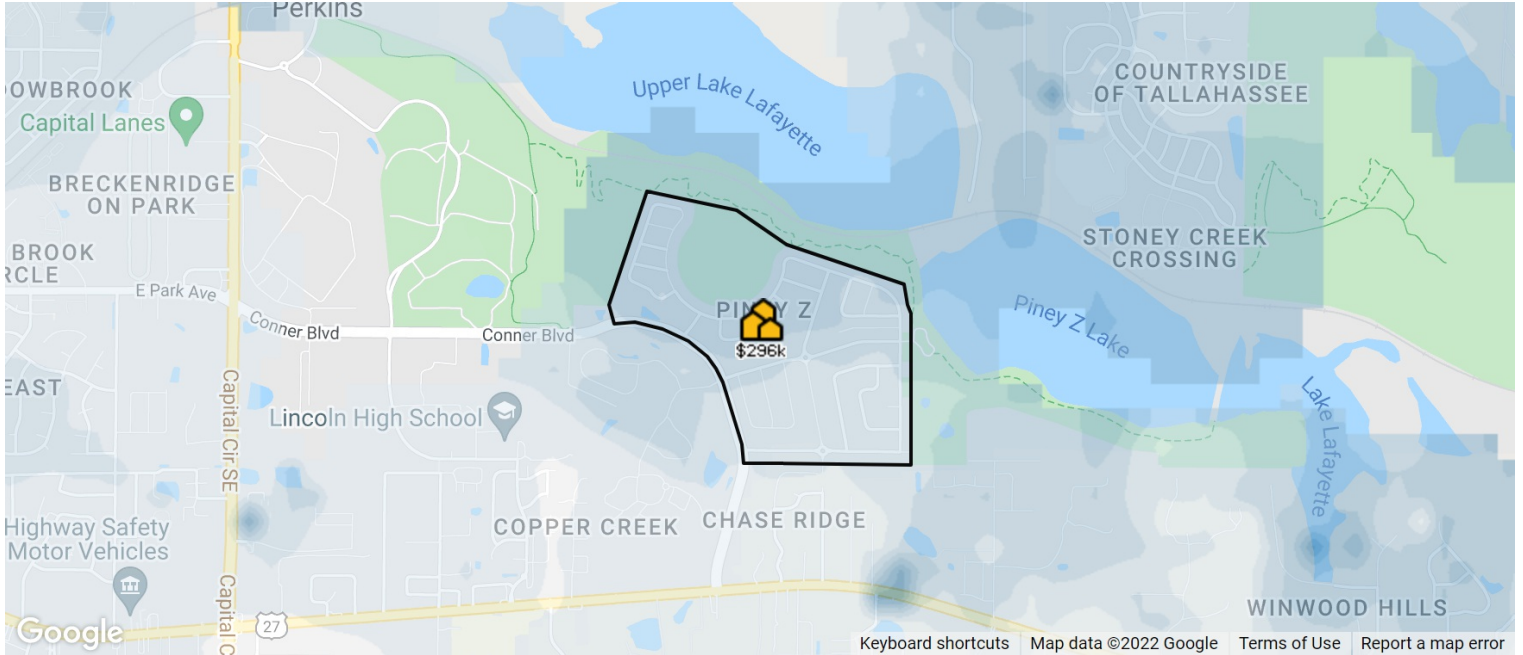 Perkins
OWBROOK
Capital Lanes
Upper Lake Lafayette
COUNTRYSIDE
OF TALLAHASSEE
BRECKENRIDGE
ON PARK
BROOK
RCLE
E Park Ave
STONEY CREEK
CROSSING
Conner Blvd
Conner Blvd
PINEY Z
$296k
Piney Z Lake
EAST
Capital Cir SE
Lincoln High School
Lake Lafayette
Highway Safety
Motor Vehicles
COPPER CREEK
CHASE RIDGE
Capital C
27
WINWOOD HILLS
Google
Keyboard shortcuts
Map data ©2022 Google
Terms of Use
Report a map error